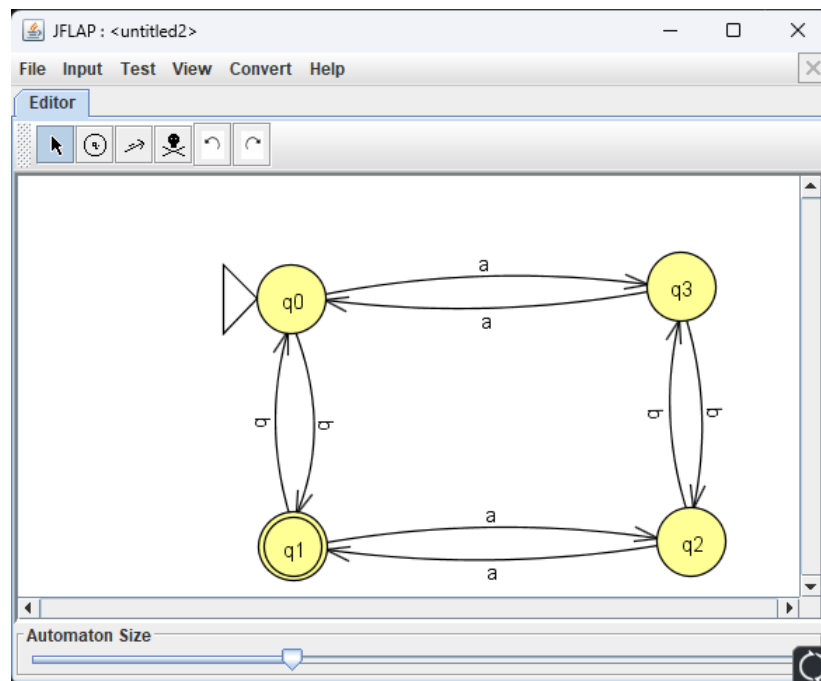 JFLAP : <untitled2>
File Input Test View Convert Help
Editor
q
a
q0
q3
a
b
b
b
b
a
q1
q2
a
Automaton Size